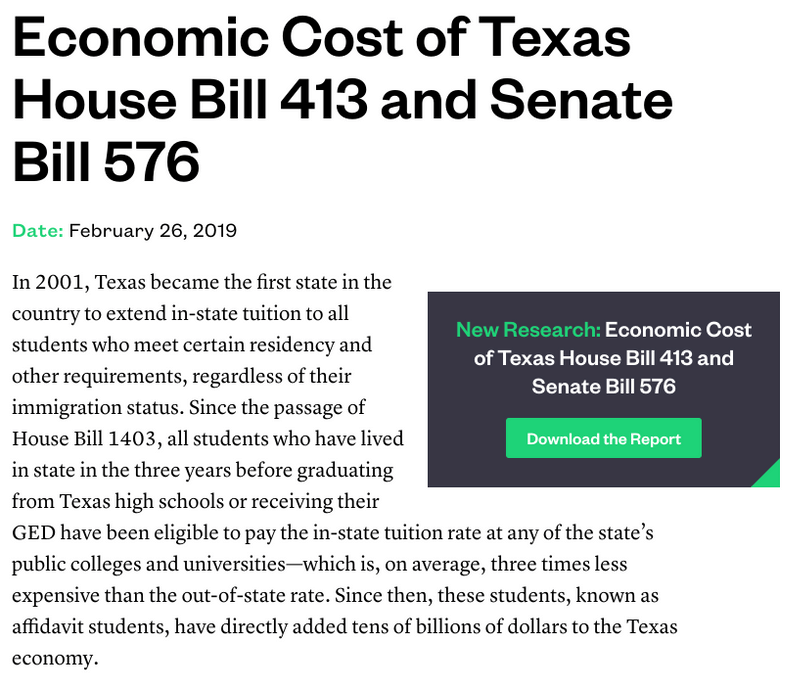 Economic Cost of Texas
House Bill 413 and Senate
Bill 576
Date: February 26, 2019
In 2001, Texas became the first state in the
country to extend in-state tuition to all
students who meet certain residency and
other requirements, regardless of their
immigration status. Since the passage of
House Bill 1403, all students who have lived
in state in the three years before graduating
from Texas high schools or receiving their
GED have been eligible to pay the in-state tuition rate at any of the state’s
public colleges and universities—which is, on average, three times less
expensive than the out-of-state rate. Since then, these students, known as
affidavit students, have directly added tens of billions of dollars to the Texas
economy.
New Research: Economic Cost
of Texas House Bill 413 and
Senate Bill 576
Download the Report